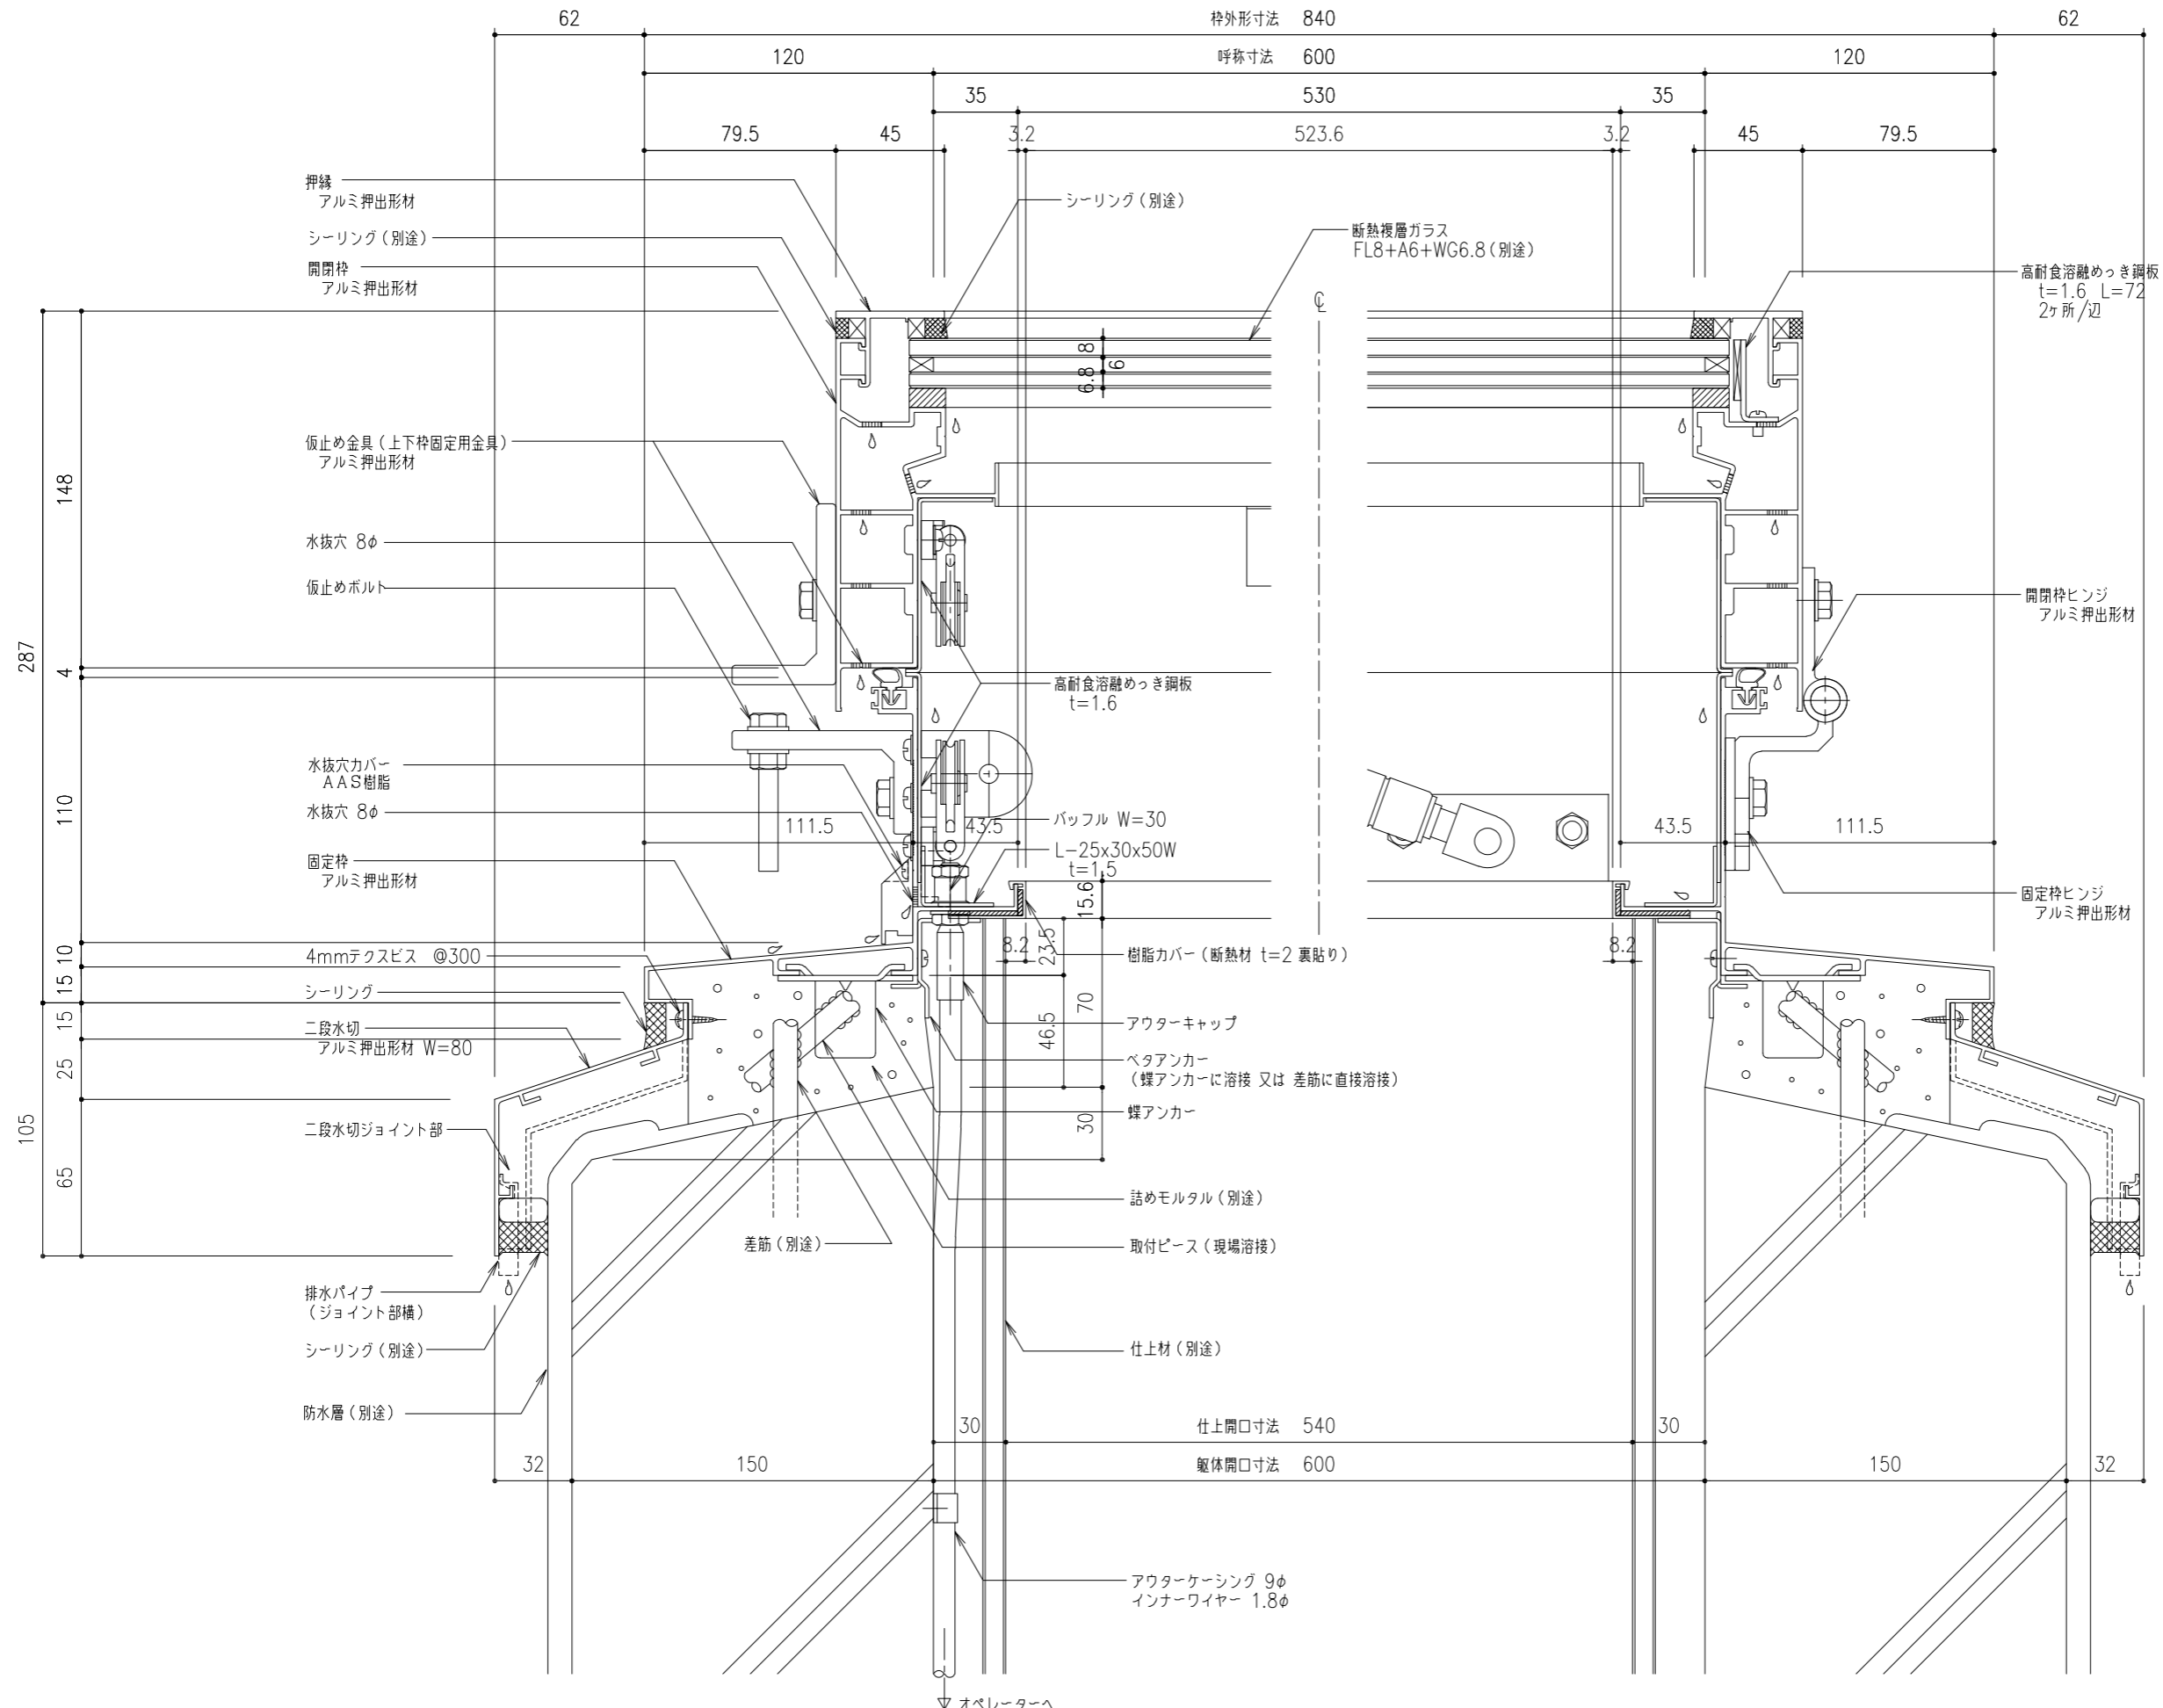 62
枠外形寸法 840
62
120
呼称寸法 600
120
35
530
35
79.5
45
3.2
523.6
3.2
45
79.5
押縁
アルミ押出形材
シーリング(別途)
開閉枠
アルミ押出形材
シーリング(別途)
断熱複層ガラス
FL8+A6+WG6.8(別途)
高耐食溶融めっき鋼板
t=1.6 L=72
2ケ所/辺
℄
8
6
6.8
仮止め金具(上下枠固定用金具)
アルミ押出形材
148
水抜穴 8φ
仮止めボルト
開閉枠ヒンジ
アルミ押出形材
287
4
高耐食溶融めっき鋼板
t=1.6
水抜穴カバー
AAS樹脂
水抜穴 8φ
110
111.5
43.5
バッフル W=30
L-25x30x50W
t=1.5
43.5
111.5
固定枠
アルミ押出形材
15.6
固定枠ヒンジ
アルミ押出形材
10
4mmテクスビス @300
8.2
23.5
樹脂カバー(断熱材 t=2 裏貼り)
8.2
15
シーリング
15
二段水切
アルミ押出形材 W=80
70
46.5
アウターキャップ
25
ベタアンカー
(蝶アンカーに溶接 又は 差筋に直接溶接)
105
二段水切ジョイント部
30
蝶アンカー
65
詰めモルタル(別途)
差筋(別途)
取付ピース(現場溶接)
排水パイプ
(ジョイント部横)
シーリング(別途)
仕上材(別途)
防水層(別途)
30
仕上開口寸法 540
30
32
150
躯体開口寸法 600
150
32
アウターケーシング 9φ
インナーワイヤー 1.8φ
オペレーターへ